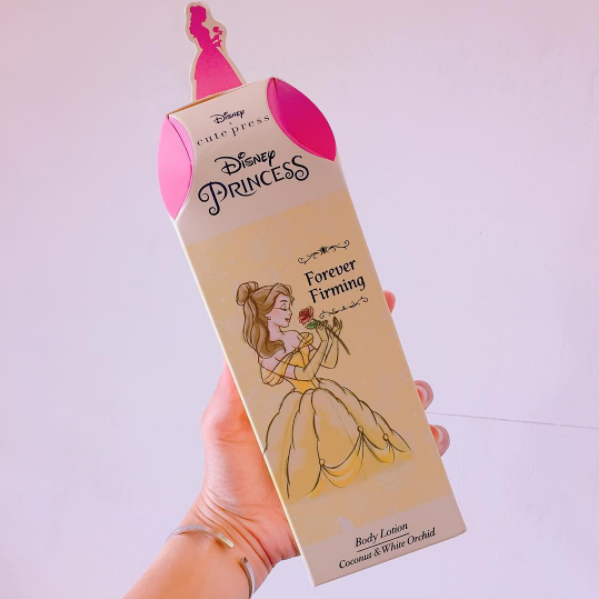 Disney
x
cute press
Disney
PRINCESS
Forever
Firming
Body Lotion
Coconut & White Orchid